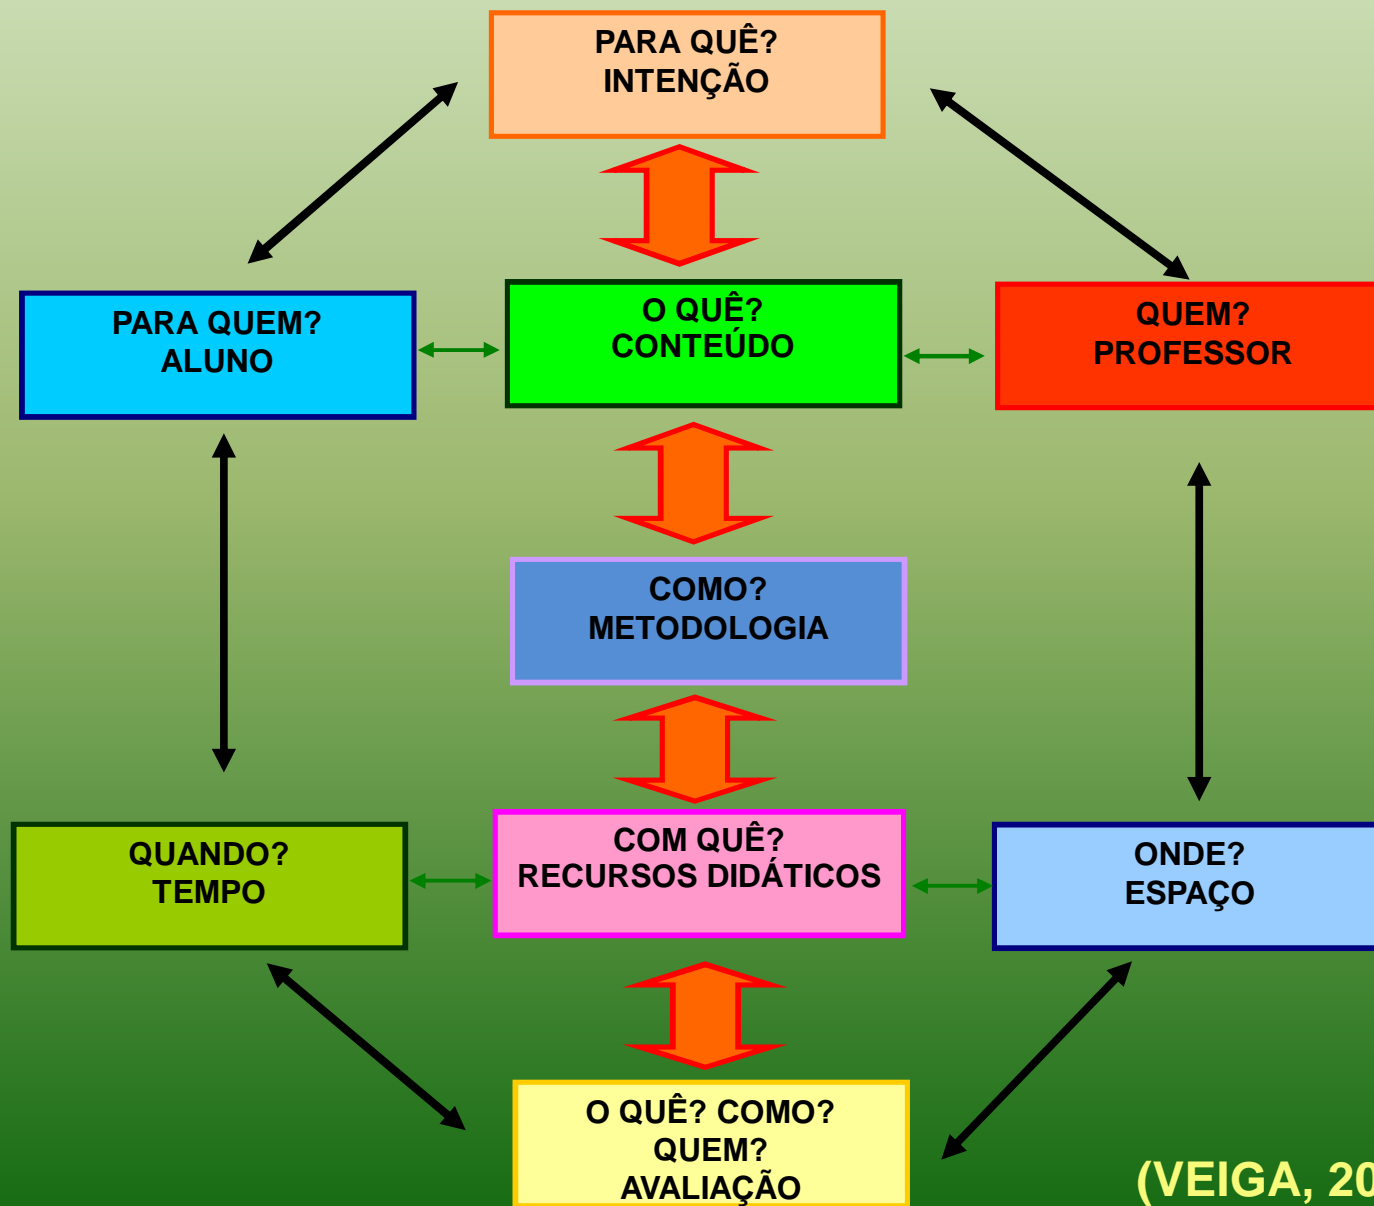 PARA QUÊ?
INTENÇÃO
PARA QUEM?
ALUNO
O QUÊ?
CONTEÚDO
QUEM?
PROFESSOR
COMO?
METODOLOGIA
QUANDO?
TEMPO
COM QUÊ?
RECURSOS DIDÁTICOS
ONDE?
ESPAÇO
O QUÊ? COMO?
QUEM?
AVALIAÇÃO
(VEIGA, 20